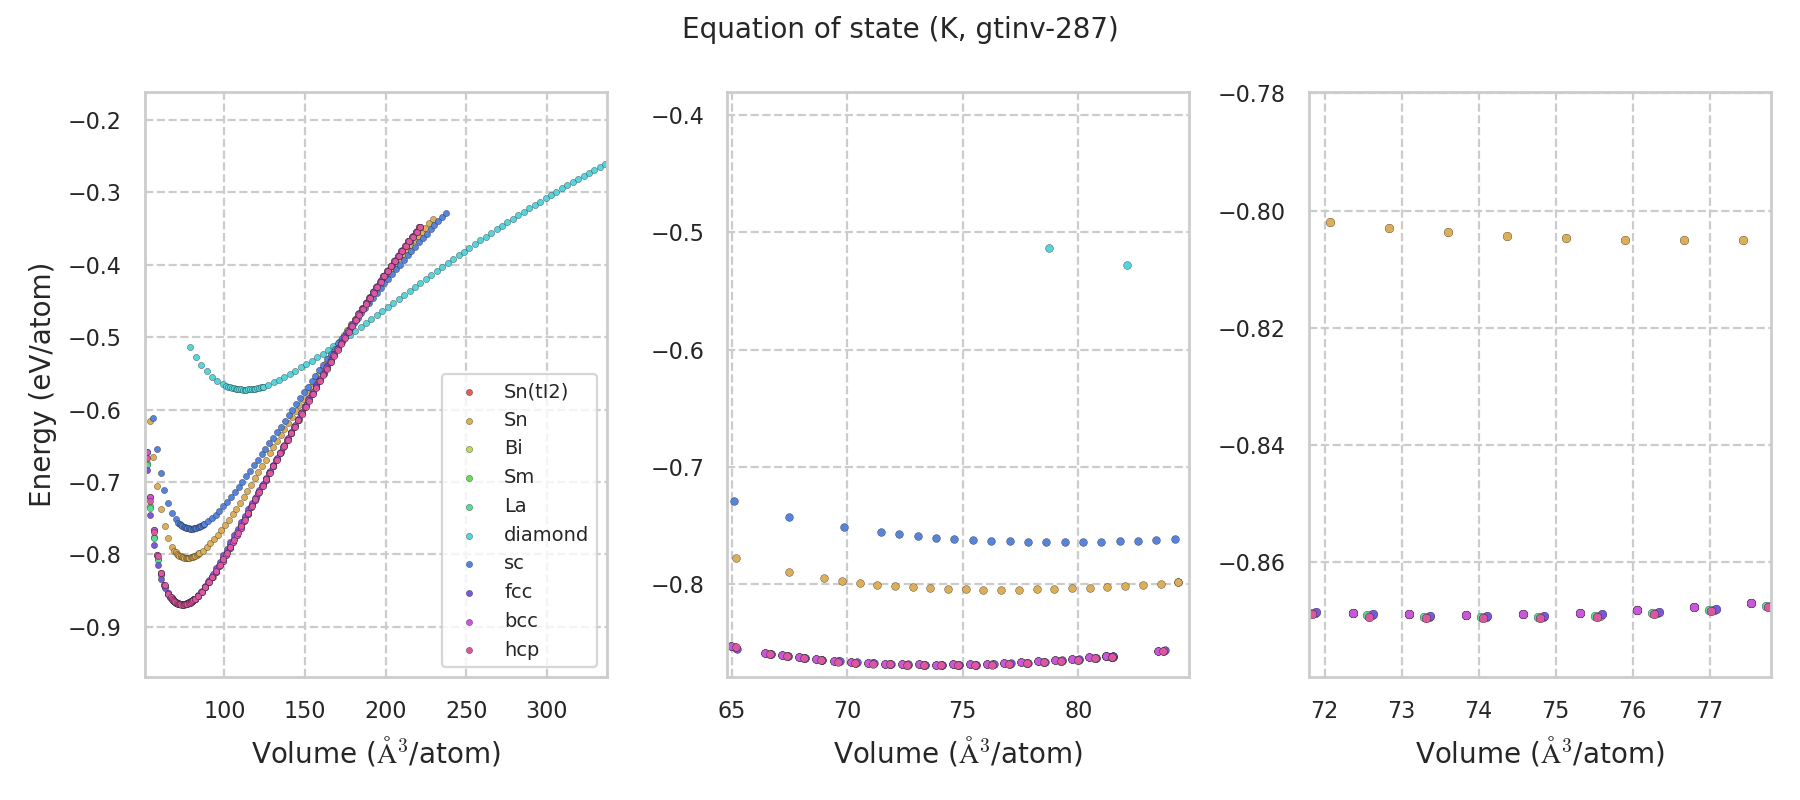 Equation of state (K, gtinv-287)
Energy (eV/atom)
−0.2
−0.3
−0.4
−0.5
−0.6
−0.7
−0.8
−0.9
100 150 200 250 300
Volume (Å³/atom)
Sn(tI2)
Sn
Bi
Sm
La
diamond
sc
fcc
bcc
hcp
−0.4
−0.5
−0.6
−0.7
−0.8
65 70 75 80
Volume (Å³/atom)
−0.78
−0.80
−0.82
−0.84
−0.86
72 73 74 75 76 77
Volume (Å³/atom)